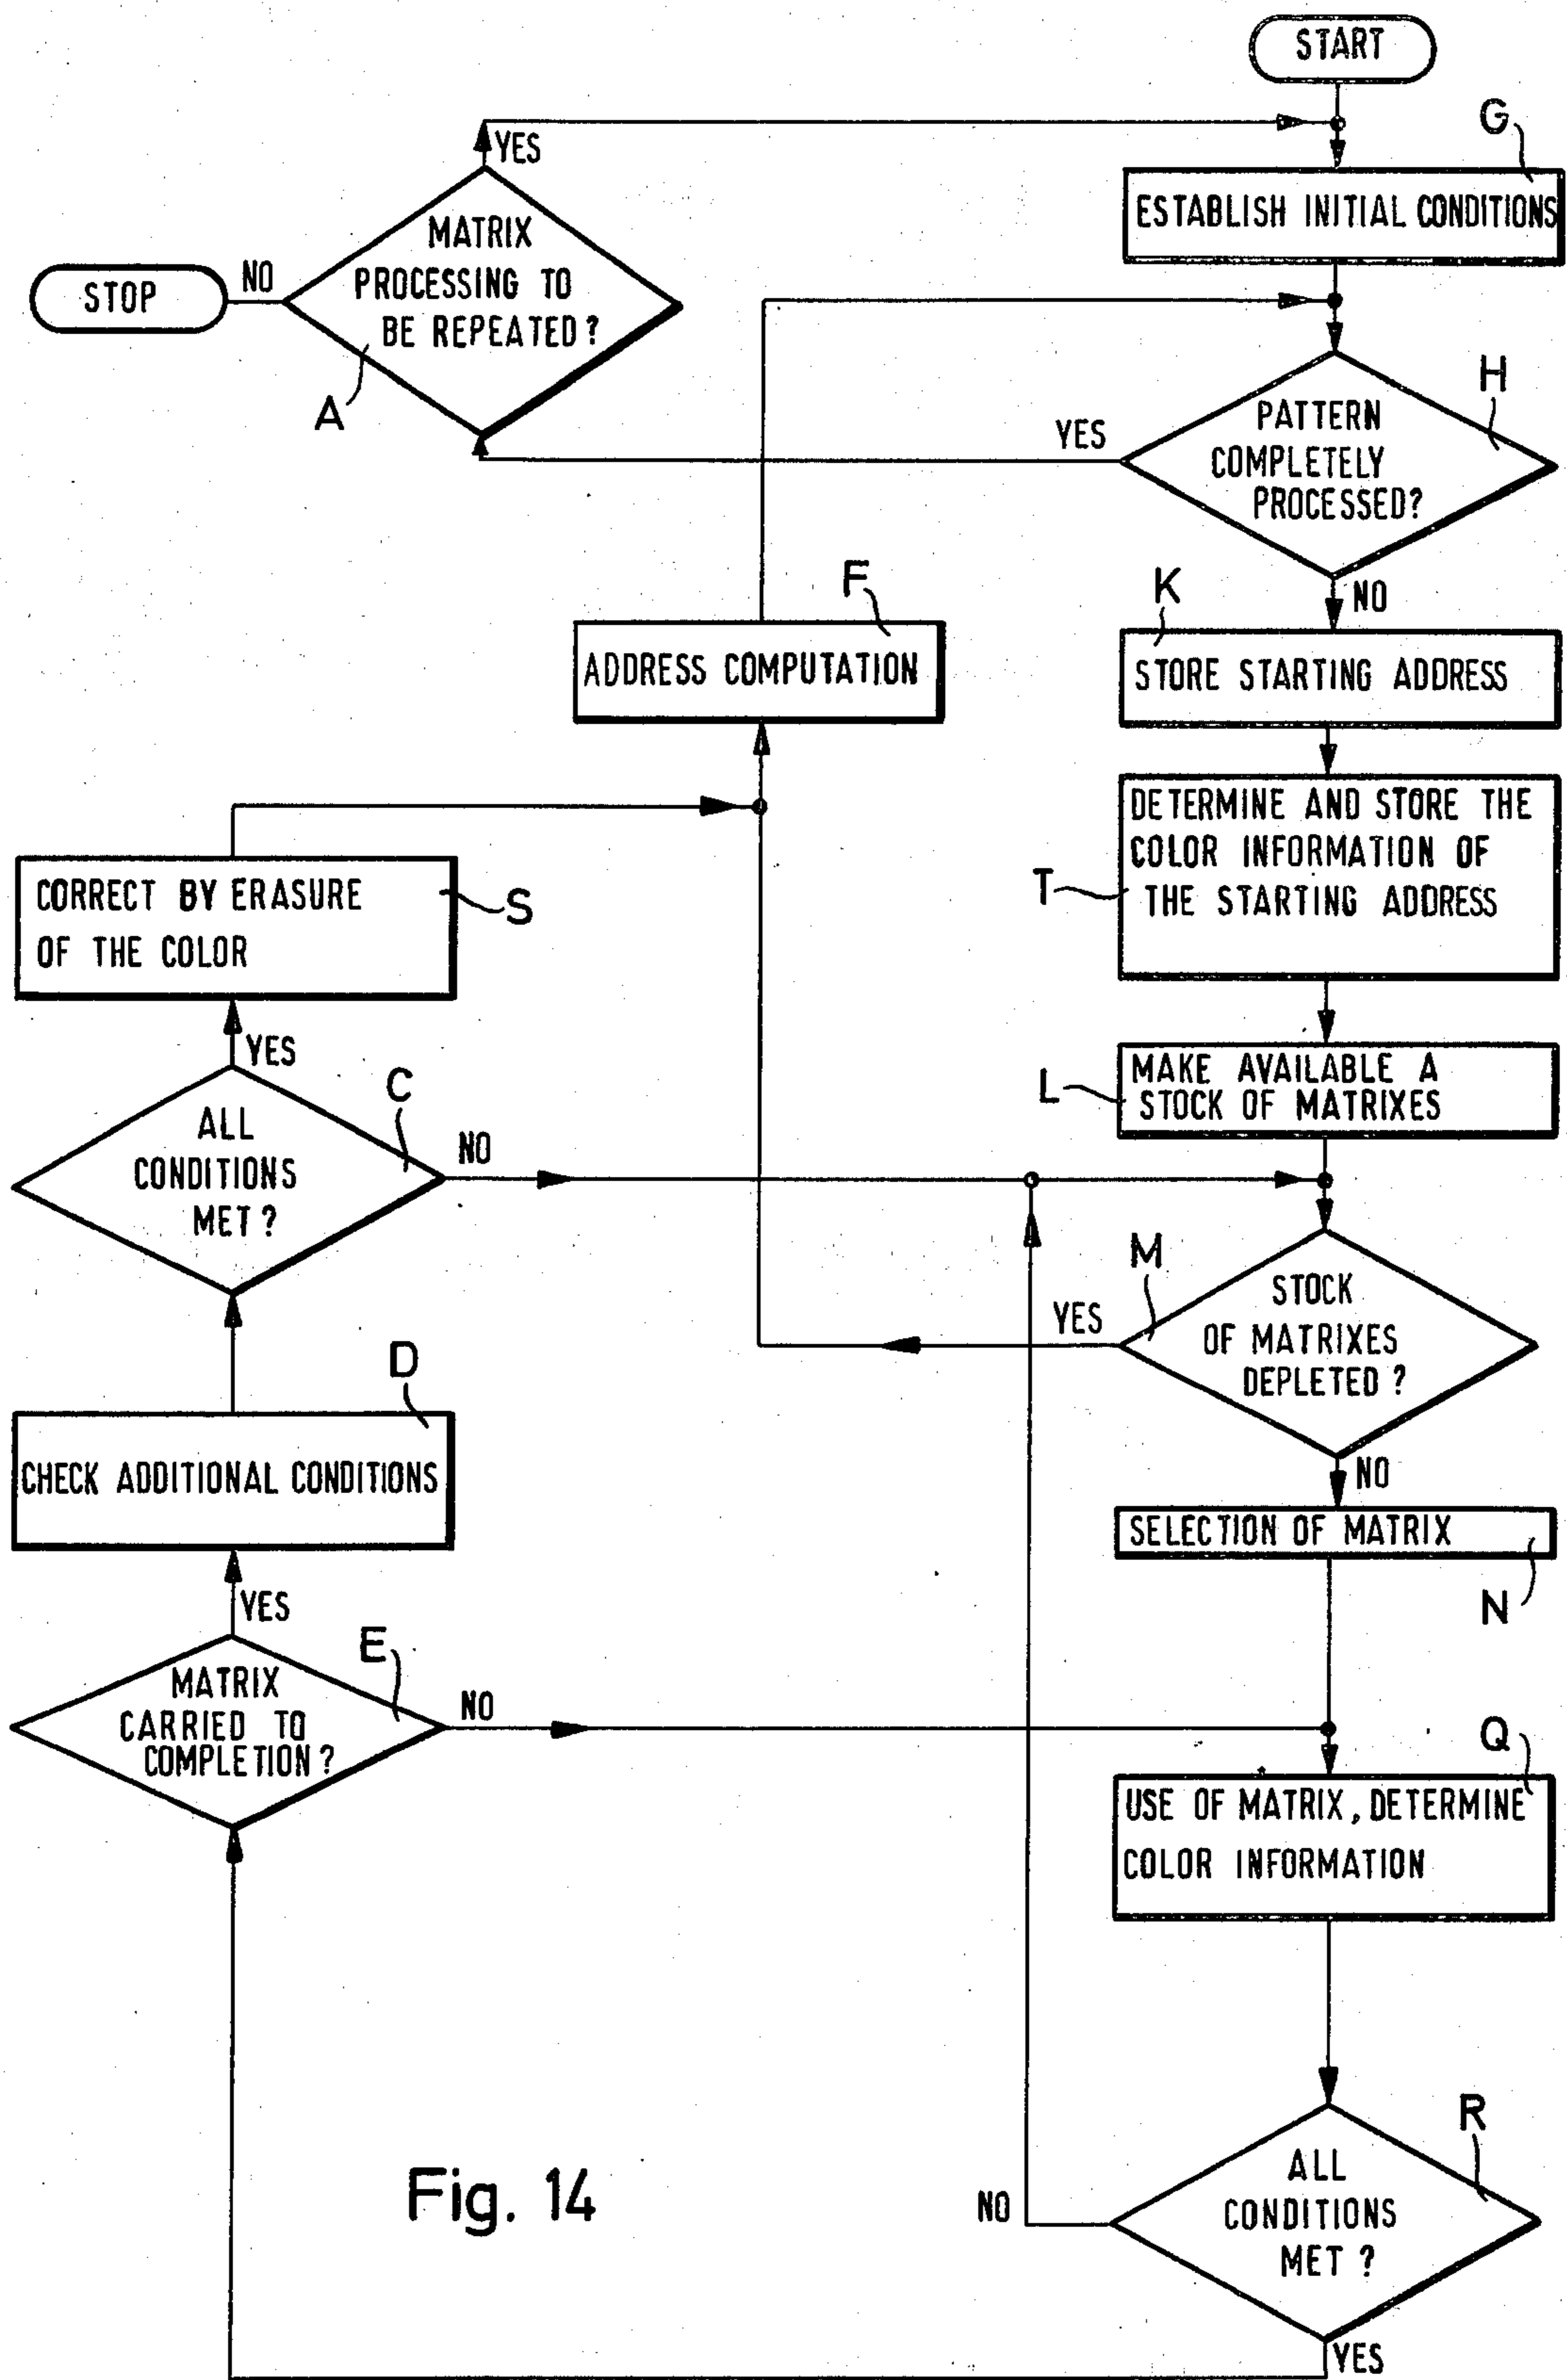 START
G
YES
ESTABLISH INITIAL CONDITIONS
MATRIX
PROCESSING TO
BE REPEATED?
NO
STOP
A
H
PATTERN
COMPLETELY
PROCESSED?
YES
NO
K
F
ADDRESS COMPUTATION
STORE STARTING ADDRESS
DETERMINE AND STORE THE
COLOR INFORMATION OF
THE STARTING ADDRESS
T
CORRECT BY ERASURE
OF THE COLOR
S
YES
MAKE AVAILABLE A
STOCK OF MATRIXES
L
C
ALL
CONDITIONS
MET?
NO
M
STOCK
OF MATRIXES
DEPLETED?
YES
NO
D
CHECK ADDITIONAL CONDITIONS
SELECTION OF MATRIX
N
YES
E
MATRIX
CARRIED TO
COMPLETION?
NO
Q
USE OF MATRIX, DETERMINE
COLOR INFORMATION
R
ALL
CONDITIONS
MET?
NO
YES
Fig. 14